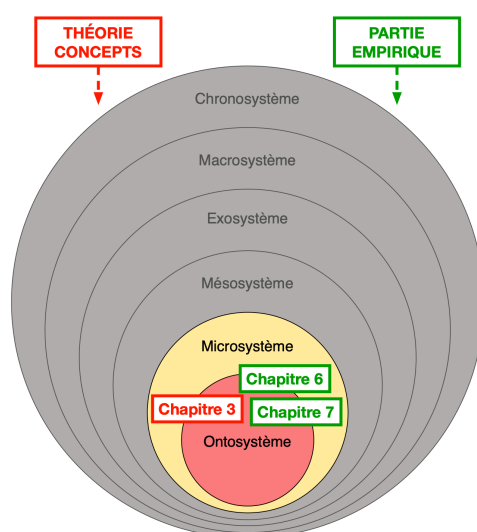 THÉORIE
CONCEPTS
PARTIE
EMPIRIQUE
Chronosystème
Macrosystème
Exosystème
Mésosystème
Microsystème
Chapitre 6
Chapitre 3
Chapitre 7
Ontosystème